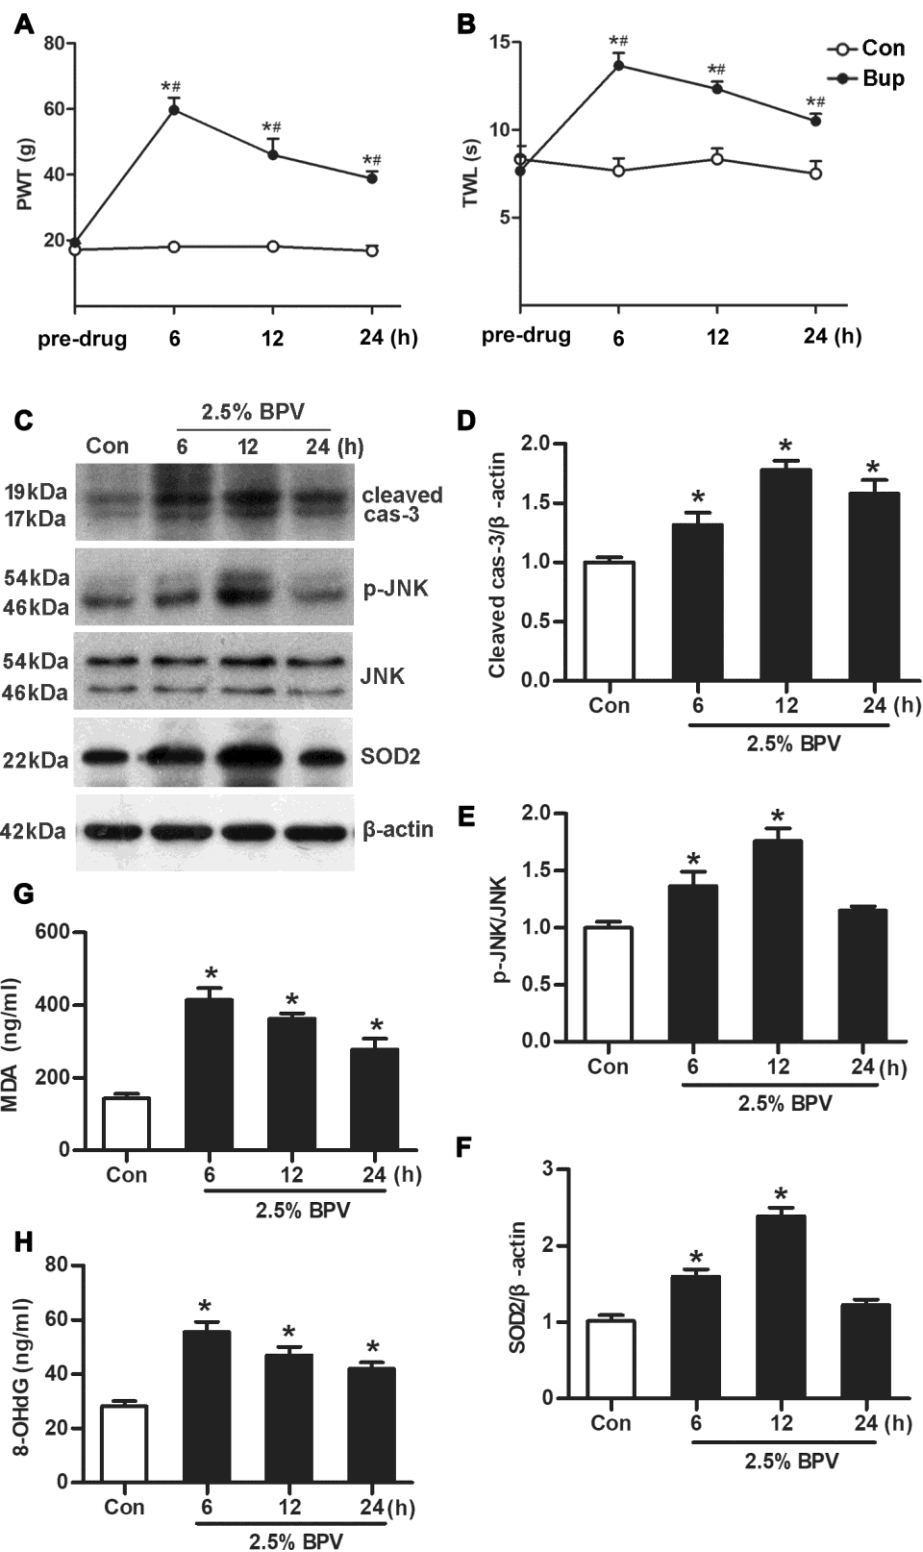 A
80
60
40
20
PWT (g)
*#
*#
*#
pre-drug 6 12 24 (h)
B
15
10
5
TWL (s)
*#
*#
*#
pre-drug 6 12 24 (h)
Con
Bup
C
2.5% BPV
Con 6 12 24 (h)
19kDa
17kDa
cleaved
cas-3
54kDa
46kDa
p-JNK
54kDa
46kDa
JNK
22kDa
SOD2
42kDa
β-actin
D
2.0
1.5
1.0
0.5
0.0
Cleaved cas-3/β -actin
* * *
Con 6 12 24 (h)
2.5% BPV
E
2.0
1.5
1.0
0.5
0.0
p-JNK/JNK
* *
Con 6 12 24 (h)
2.5% BPV
G
600
400
200
0
MDA (ng/ml)
* * *
Con 6 12 24 (h)
2.5% BPV
F
3
2
1
0
SOD2/β -actin
* *
Con 6 12 24 (h)
2.5% BPV
H
80
60
40
20
0
8-OHdG (ng/ml)
* * *
Con 6 12 24 (h)
2.5% BPV